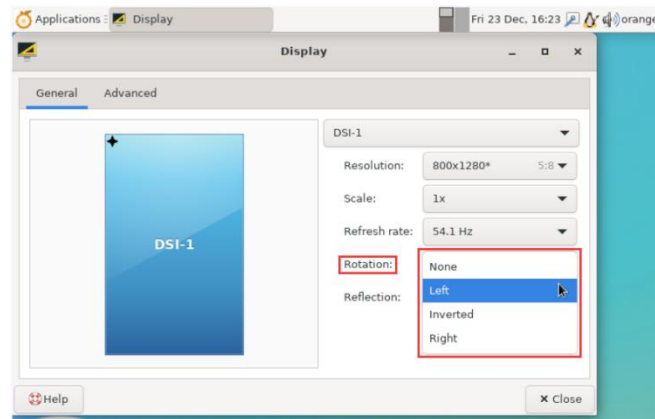 Applications Display Fri 23 Dec, 16:23 orange
Display
General Advanced
DSI-1
DSI-1
Resolution: 800x1280* 5:8
Scale: 1x
Refresh rate: 54.1 Hz
Rotation:
None
Left
Reflection:
Inverted
Right
Help Close